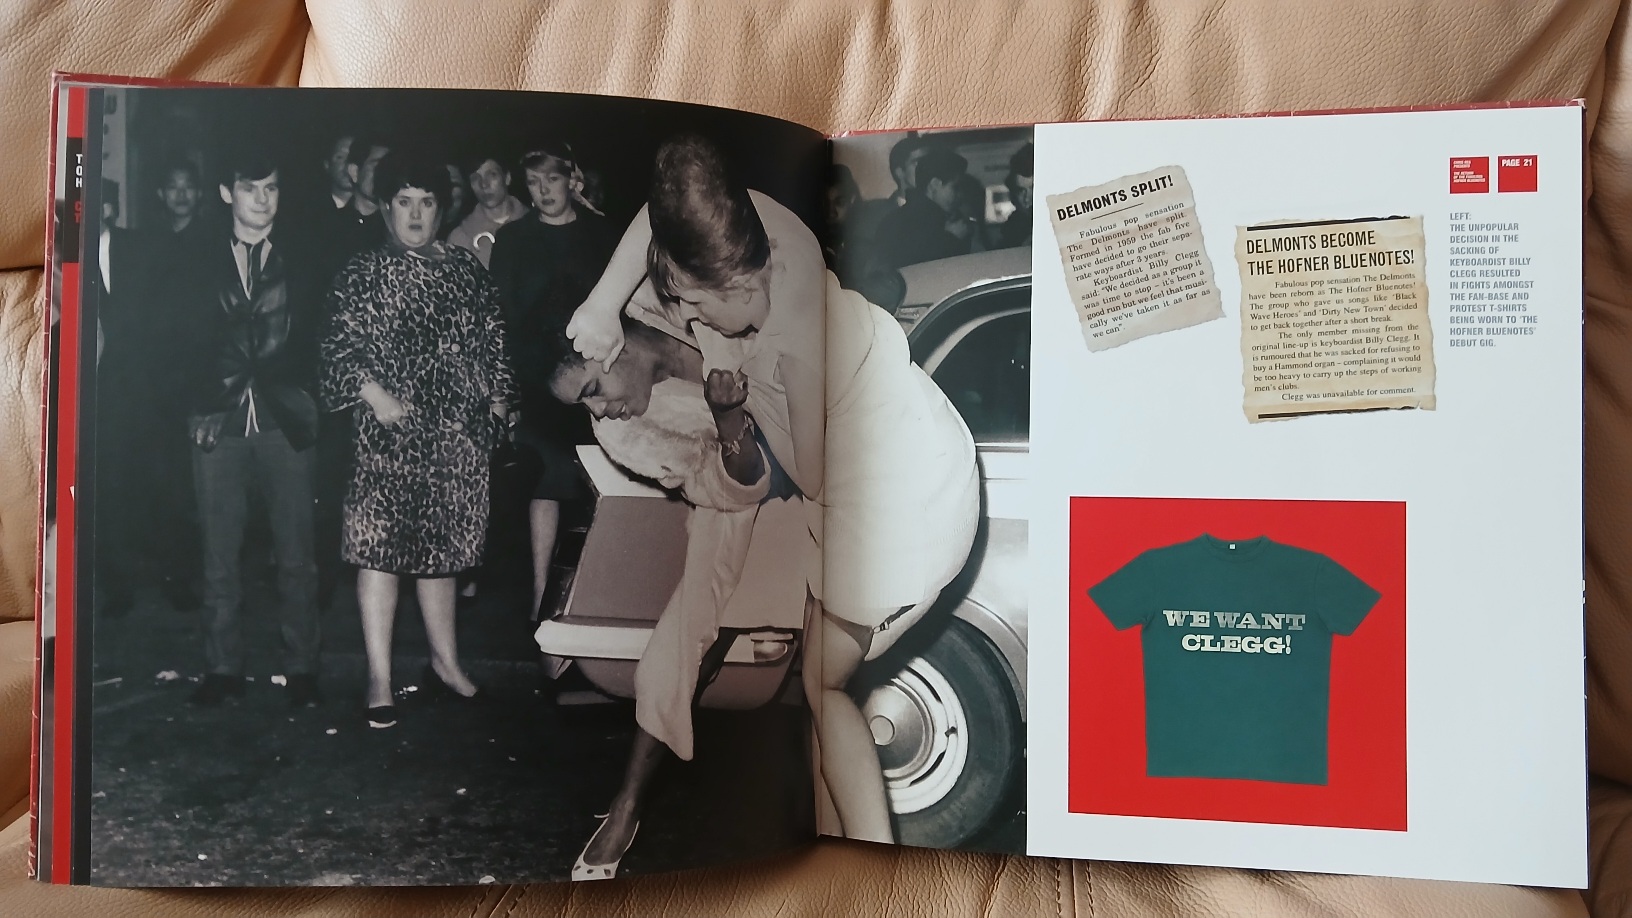 DELMONTS SPLIT!
Fabulous pop sensation
The Delmonts have split.
Formed in 1959 the fab five
have decided to go their sepa-
rate ways after 3 years.
Keyboardist Billy Clegg
said. "We decided as a group it
was time to stop – it's been a
good run but we feel that musi-
cally we've taken it as far as
we can".
DELMONTS BECOME
THE HOFNER BLUENOTES!
Fabulous pop sensation The Delmonts
have been reborn as The Hofner Bluenotes!
The group who gave us songs like 'Black
Wave Heroes' and 'Dirty New Town' decided
to get back together after a short break.
The only member missing from the
original line-up is keyboardist Billy Clegg. It
is rumoured that he was sacked for refusing to
buy a Hammond organ – complaining it would
be too heavy to carry up the steps of working
men's clubs.
Clegg was unavailable for comment.
PAGE 21
LEFT:
THE UNPOPULAR
DECISION IN THE
SACKING OF
KEYBOARDIST BILLY
CLEGG RESULTED
IN FIGHTS AMONGST
THE FAN-BASE AND
PROTEST T-SHIRTS
BEING WORN TO 'THE
HOFNER BLUENOTES'
DEBUT GIG.
WE WANT
CLEGG!